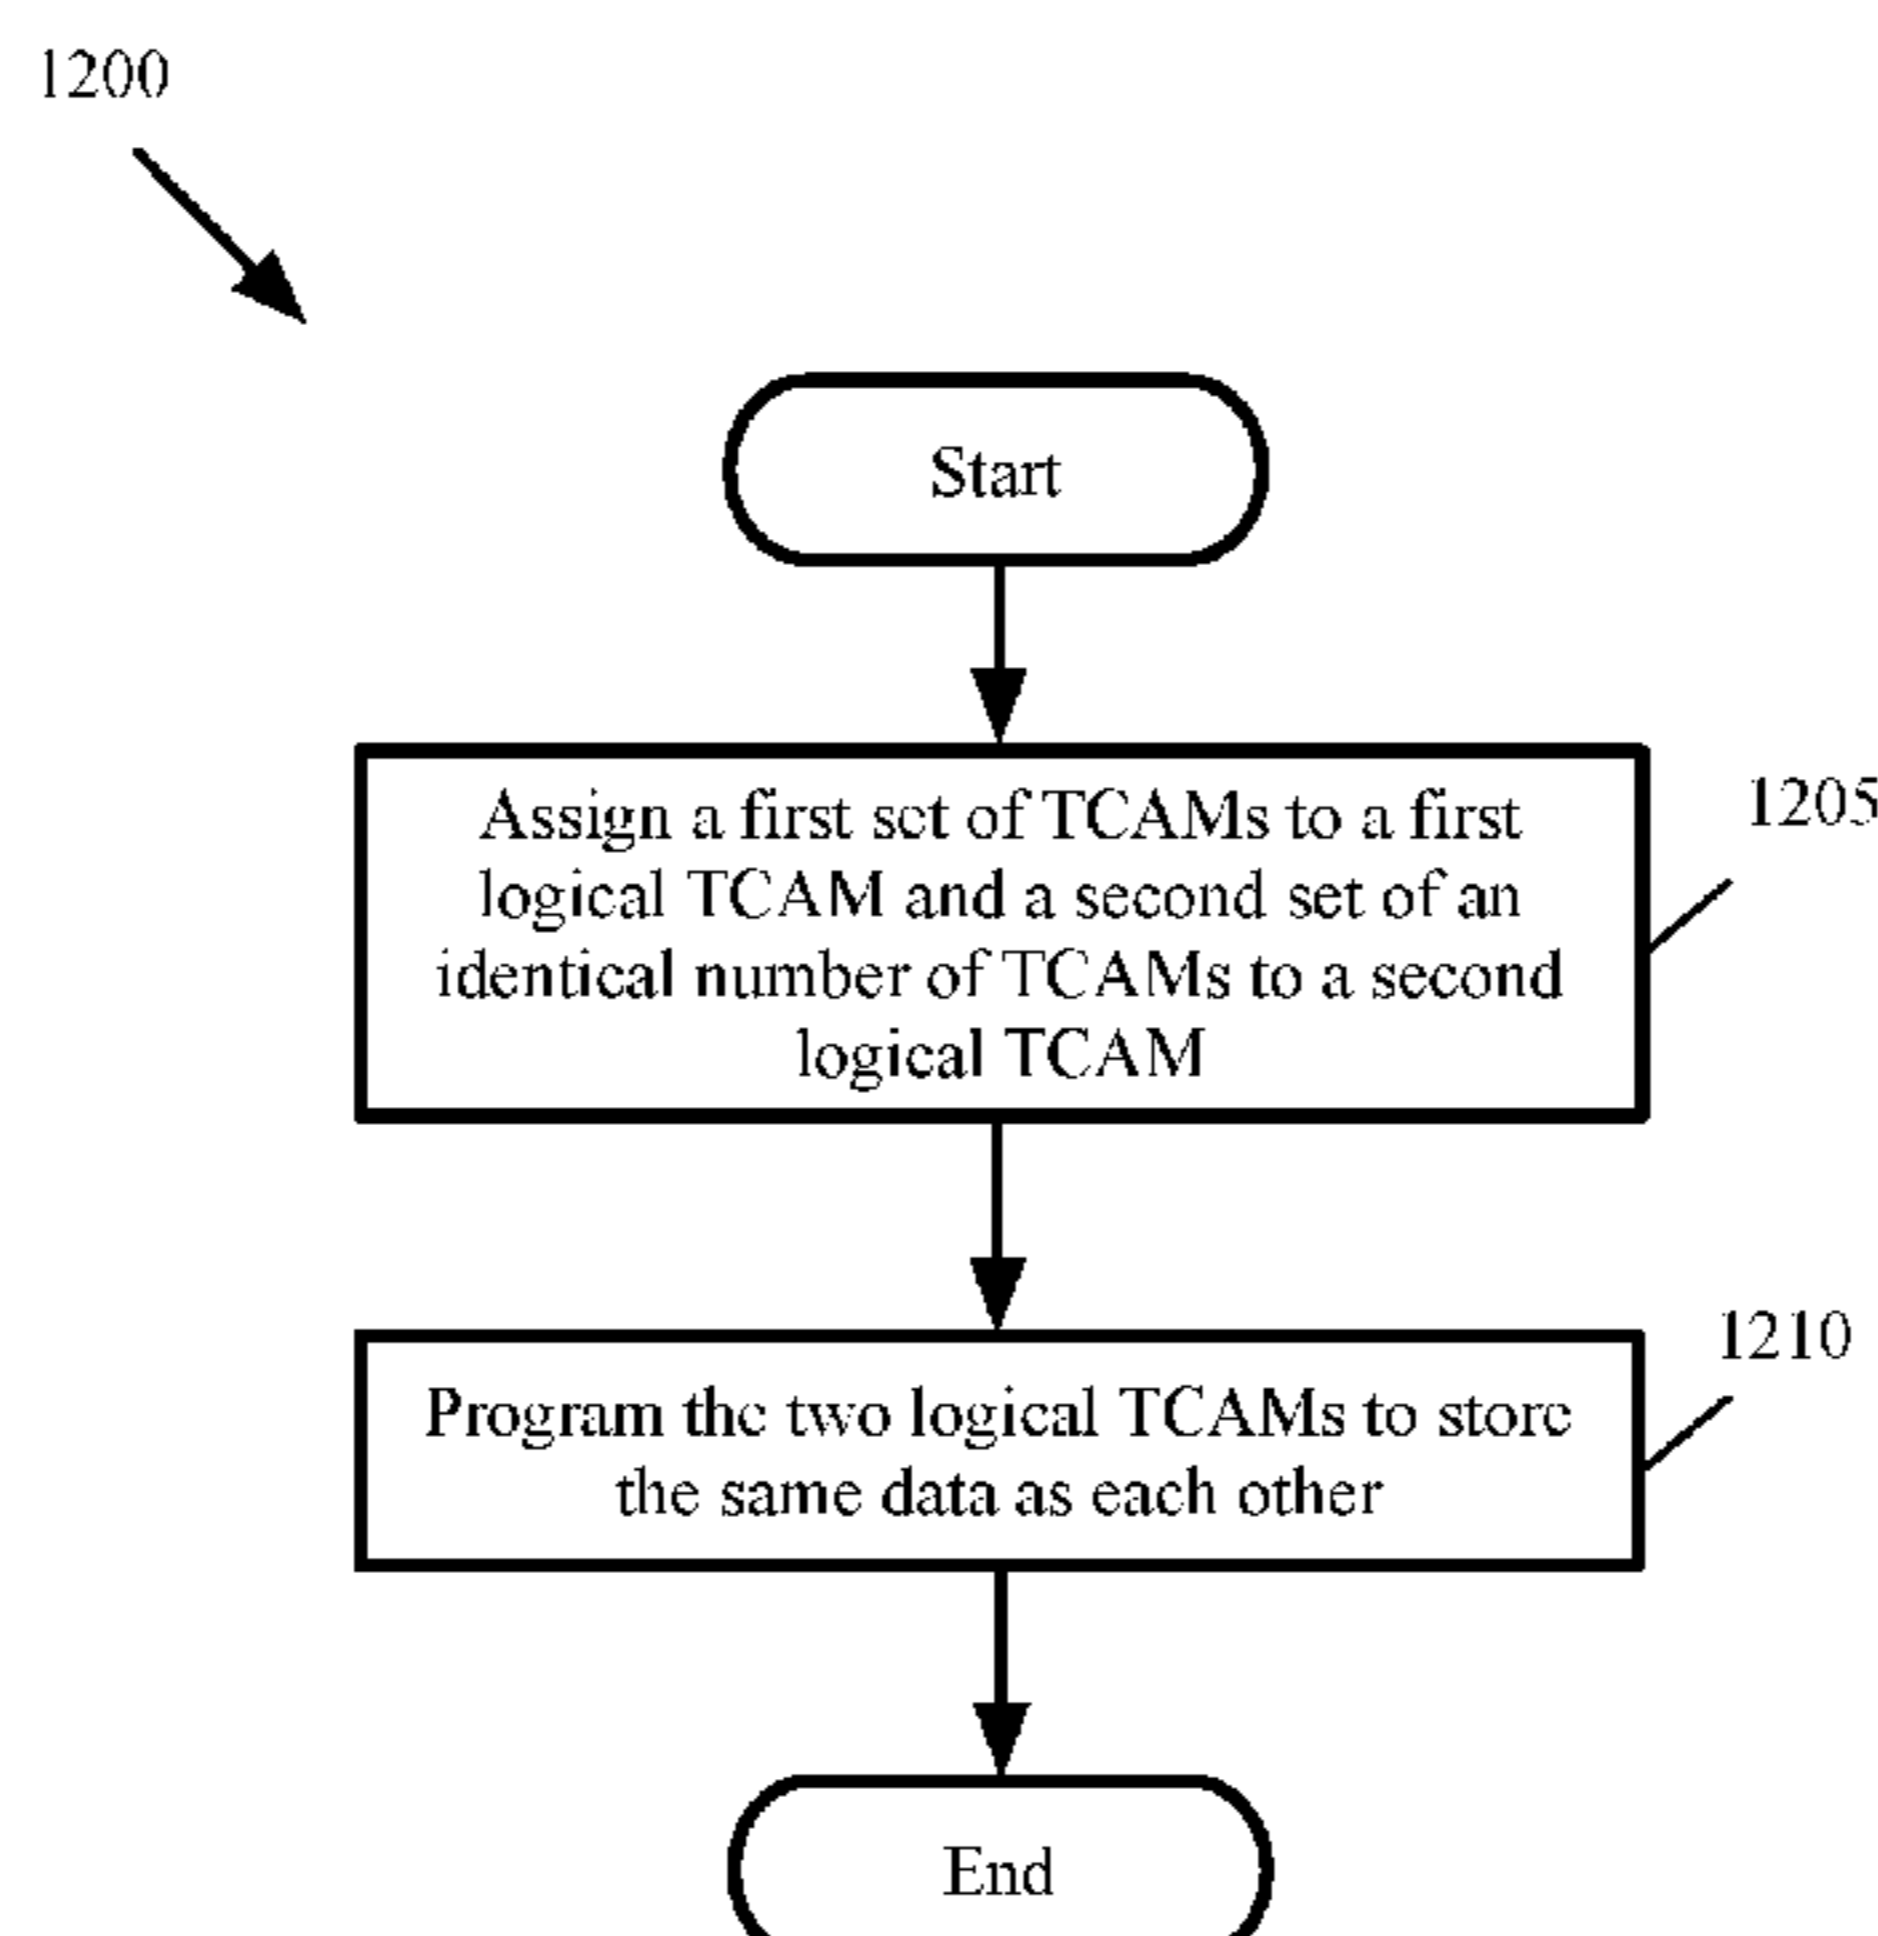 1200
Start
Assign a first set of TCAMs to a first
logical TCAM and a second set of an
identical number of TCAMs to a second
logical TCAM
1205
Program the two logical TCAMs to store
the same data as each other
1210
End